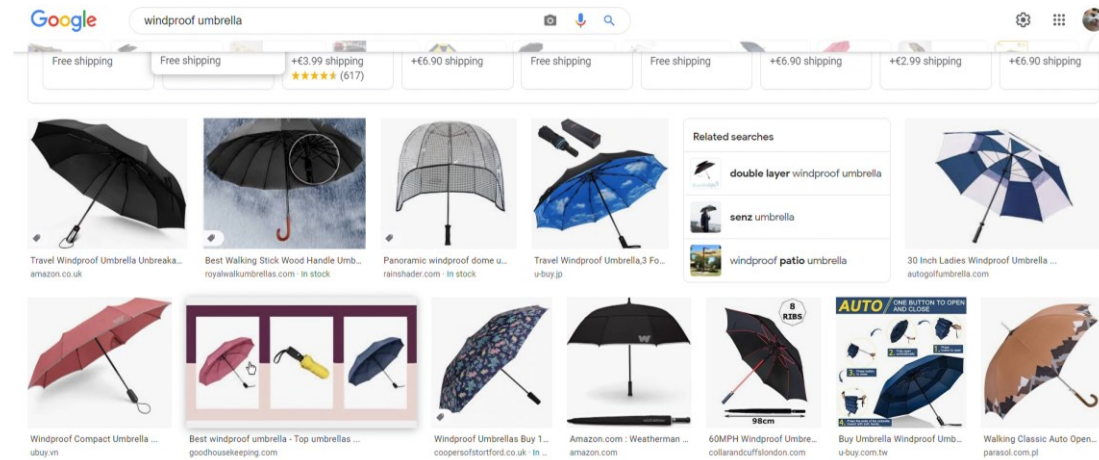 Google
windproof umbrella
Free shipping
Free shipping
+€3.99 shipping
(617)
+€6.90 shipping
Free shipping
Free shipping
+€6.90 shipping
+€2.99 shipping
+€6.90 shipping
Travel Windproof Umbrella Unbreaka...
amazon.co.uk
Best Walking Stick Wood Handle Umb...
royalwalkumbrellas.com · In stock
Panoramic windproof dome u...
rainshader.com · In stock
Travel Windproof Umbrella,3 Fo...
u-buy.jp
Related searches
double layer windproof umbrella
senz umbrella
windproof patio umbrella
30 Inch Ladies Windproof Umbrella ...
autogolfumbrella.com
Windproof Compact Umbrella ...
ubuy.vn
Best windproof umbrella - Top umbrellas ...
goodhousekeeping.com
Windproof Umbrellas Buy 1...
coopersofstortford.co.uk · In ...
W
Amazon.com : Weatherman ...
amazon.com
8
RIBS
98cm
60MPH Windproof Umbre...
collarandcuffslondon.com
AUTO
ONE BUTTON TO OPEN
AND CLOSE
1.
2.
3.
4.
Buy Umbrella Windproof Umb...
u-buy.com.tw
Walking Classic Auto Open...
parasol.com.pl